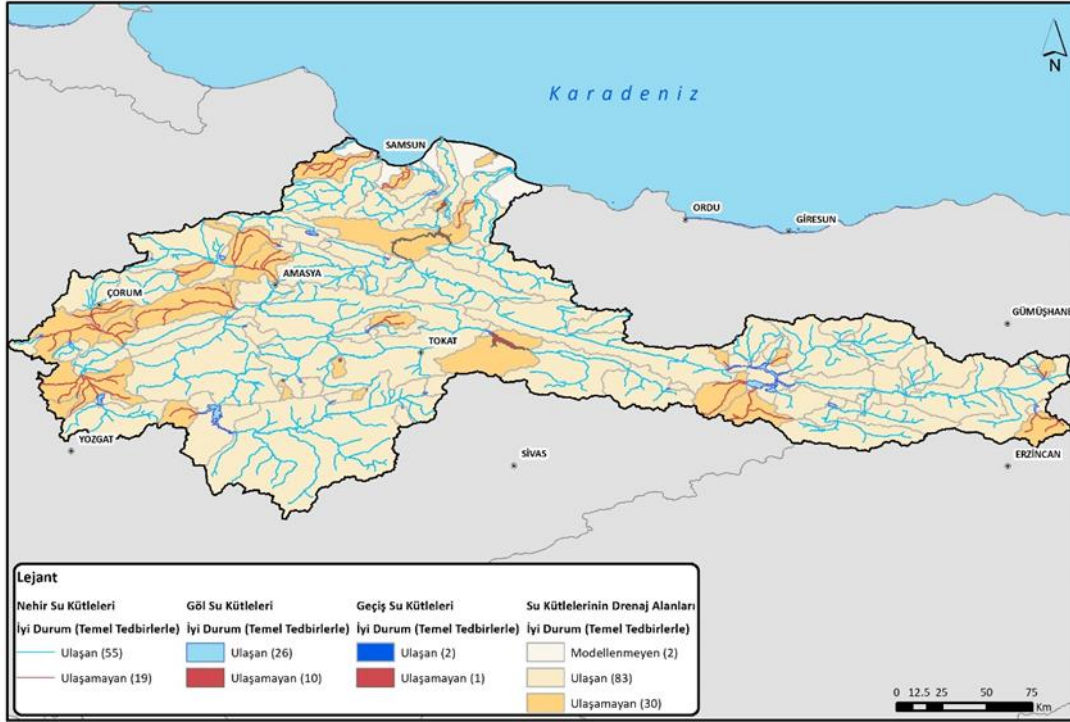 N
Karadeniz
SAMSUN
ORDU
GİRESUN
AMASYA
ÇORUM
GÜMÜŞHANE
TOKAT
YOZGAT
SİVAS
ERZİNCAN
Lejant
Nehir Su Kütleleri
İyi Durum (Temel Tedbirlerle)
Ulaşan (55)
Ulaşamayan (19)
Göl Su Kütleleri
İyi Durum (Temel Tedbirlerle)
Ulaşan (26)
Ulaşamayan (10)
Geçiş Su Kütleleri
İyi Durum (Temel Tedbirlerle)
Ulaşan (2)
Ulaşamayan (1)
Su Kütlelerinin Drenaj Alanları
İyi Durum (Temel Tedbirlerle)
Modellenmeyen (2)
Ulaşan (83)
Ulaşamayan (30)
0 12.5 25 50 75
Km